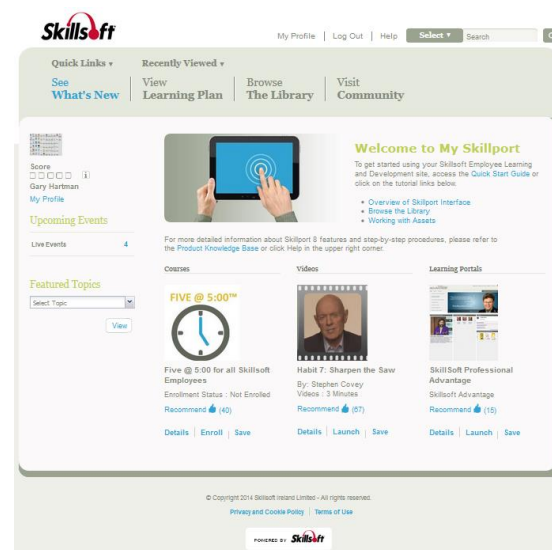 Skillsoft
My Profile | Log Out | Help Select ▾ Search
Quick Links ▾ Recently Viewed ▾
See What's New
View Learning Plan
Browse The Library
Visit Community
Score
i
Gary Hartman
My Profile
Upcoming Events
Live Events 4
Featured Topics
Select Topic
View
Welcome to My Skillport
To get started using your Skillsoft Employee Learning
and Development site, access the Quick Start Guide or
click on the tutorial links below.
• Overview of Skillport Interface
• Browse the Library
• Working with Assets
For more detailed information about Skillport 8 features and step-by-step procedures, please refer to
the Product Knowledge Base or click Help in the upper right corner.
Courses
FIVE @ 5:00™
Five @ 5:00 for all Skillsoft
Employees
Enrollment Status : Not Enrolled
Recommend (40)
Details | Enroll | Save
Videos
Habit 7: Sharpen the Saw
By: Stephen Covey
Videos : 3 Minutes
Recommend (67)
Details | Launch | Save
Learning Portals
SkillSoft Professional
Advantage
Skillsoft Advantage
Recommend (15)
Details | Launch | Save
© Copyright 2014 Skillsoft Ireland Limited - All rights reserved.
Privacy and Cookie Policy | Terms of Use
POWERED BY Skillsoft